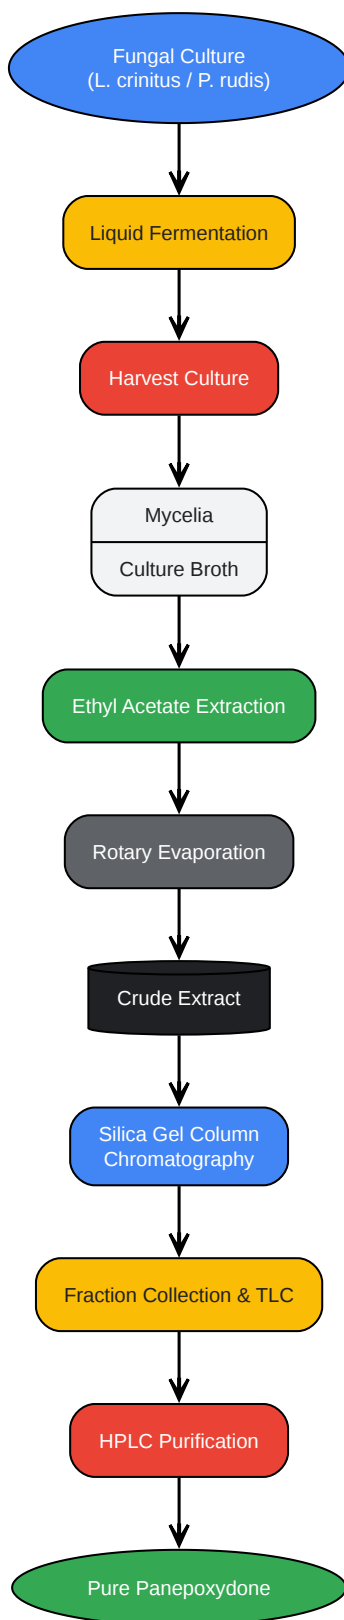 Fungal Culture
(L. crinitus / P. rudis)
Liquid Fermentation
Harvest Culture
Mycelia
Culture Broth
Ethyl Acetate Extraction
Rotary Evaporation
Crude Extract
Silica Gel Column
Chromatography
Fraction Collection & TLC
HPLC Purification
Pure Panepoxydone